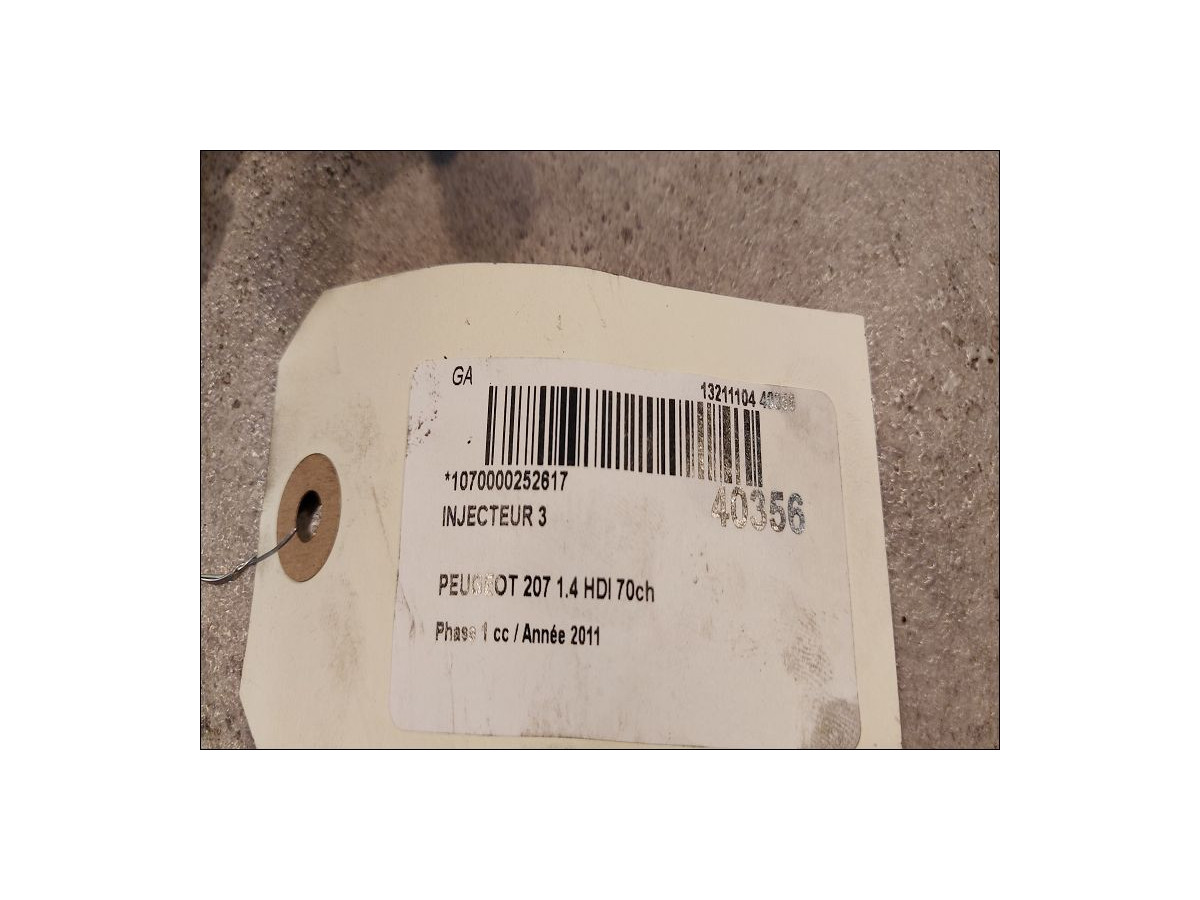 GA
13211104
*1070000252617
40356
INJECTEUR 3
PEUGEOT 207 1.4 HDI 70ch
Phase 1 cc / Année 2011